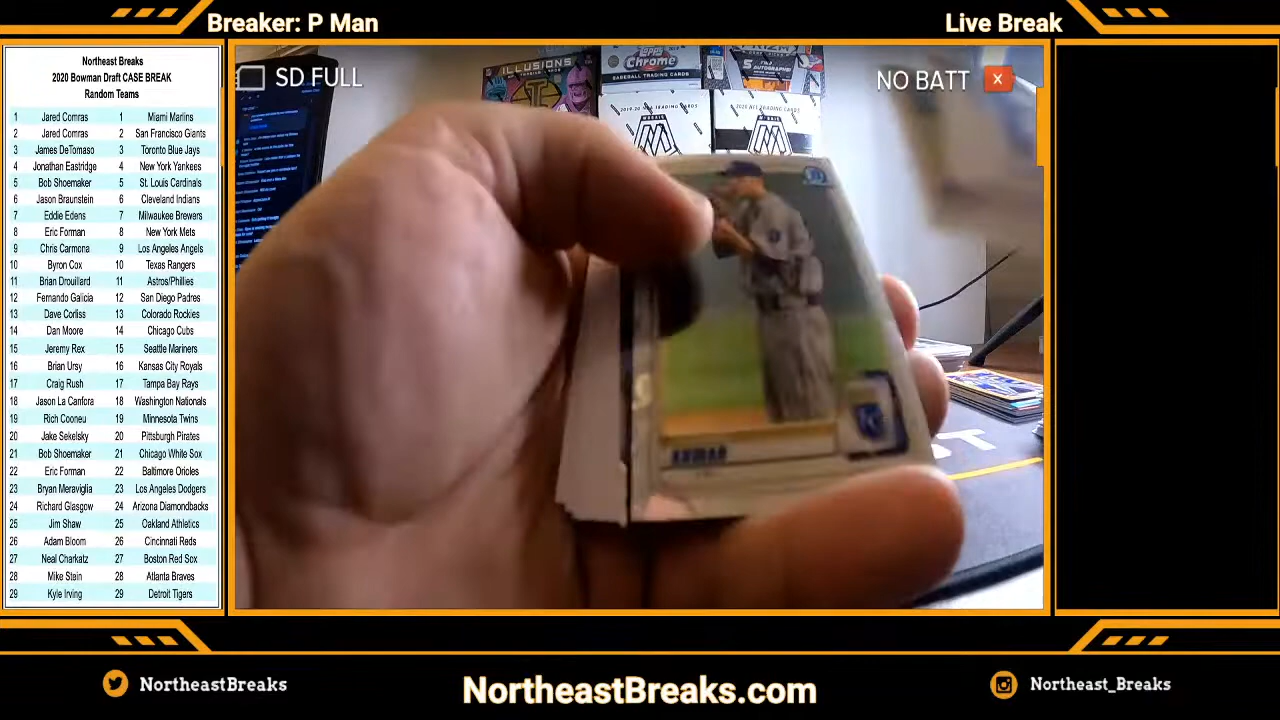 Breaker: P Man
Live Break
Northeast Breaks
2020 Bowman Draft CASE BREAK
Random Teams
1 Jared Comras 1 Miami Marlins
2 Jared Comras 2 San Francisco Giants
3 James DeTomaso 3 Toronto Blue Jays
4 Jonathan Eastridge 4 New York Yankees
5 Bob Shoemaker 5 St. Louis Cardinals
6 Jason Braunstein 6 Cleveland Indians
7 Eddie Edens 7 Milwaukee Brewers
8 Eric Forman 8 New York Mets
9 Chris Carmona 9 Los Angeles Angels
10 Byron Cox 10 Texas Rangers
11 Brian Drouillard 11 Astros/Phillies
12 Fernando Galicia 12 San Diego Padres
13 Dave Corliss 13 Colorado Rockies
14 Dan Moore 14 Chicago Cubs
15 Jeremy Rex 15 Seattle Mariners
16 Brian Ursy 16 Kansas City Royals
17 Craig Rush 17 Tampa Bay Rays
18 Jason La Canfora 18 Washington Nationals
19 Rich Cooneu 19 Minnesota Twins
20 Jake Sekelsky 20 Pittsburgh Pirates
21 Bob Shoemaker 21 Chicago White Sox
22 Eric Forman 22 Baltimore Orioles
23 Bryan Meraviglia 23 Los Angeles Dodgers
24 Richard Glasgow 24 Arizona Diamondbacks
25 Jim Shaw 25 Oakland Athletics
26 Adam Bloom 26 Cincinnati Reds
27 Neal Charkatz 27 Boston Red Sox
28 Mike Stein 28 Atlanta Braves
29 Kyle Irving 29 Detroit Tigers
SD FULL
NO BATT
ILLUSIONS
Topps
Chrome
BASEBALL TRADING CARDS
AUTOGRAPHS
MOSAIC
MOSAIC
KC
NortheastBreaks
NortheastBreaks.com
Northeast_Breaks